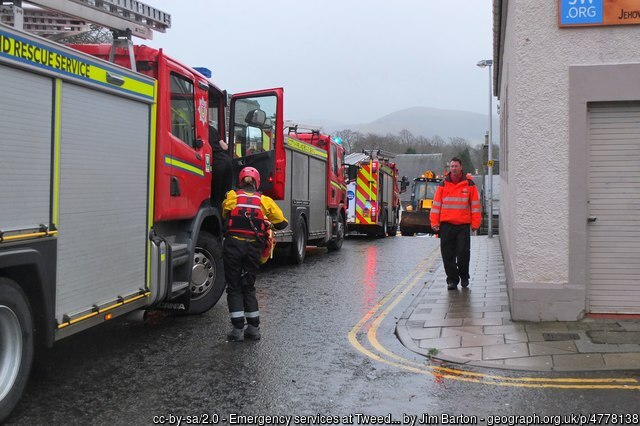 JW
.ORG
JEHOV
D RESCUE SERVICE
cc-by-sa/2.0 - Emergency services at Tweed... by Jim Barton - geograph.org.uk/p/4778138